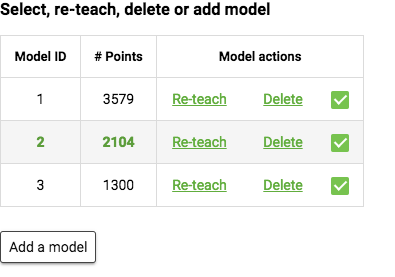 Select, re-teach, delete or add model
Model ID # Points Model actions
1 3579 Re-teach Delete
2 2104 Re-teach Delete
3 1300 Re-teach Delete
Add a model